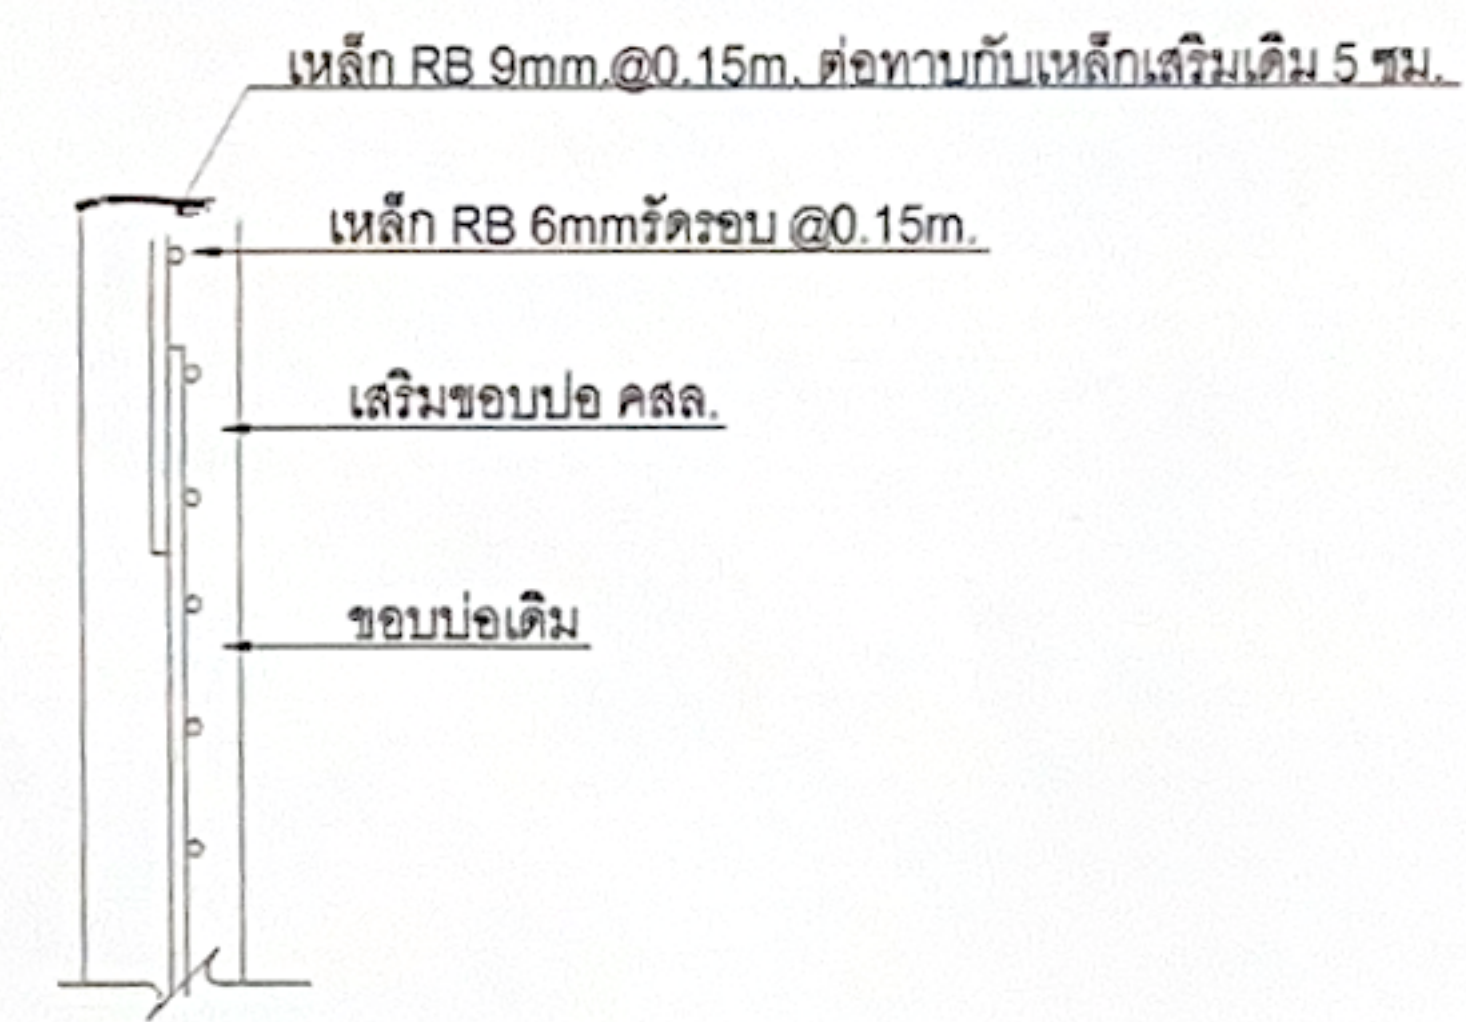 เหล็ก RB 9mm.@0.15m. ต่อทาบกับเหล็กเสริมเดิม 5 ซม.
เหล็ก RB 6mmรัดรอบ @0.15m.
เสริมขอบบ่อ คสล.
ขอบบ่อเดิม